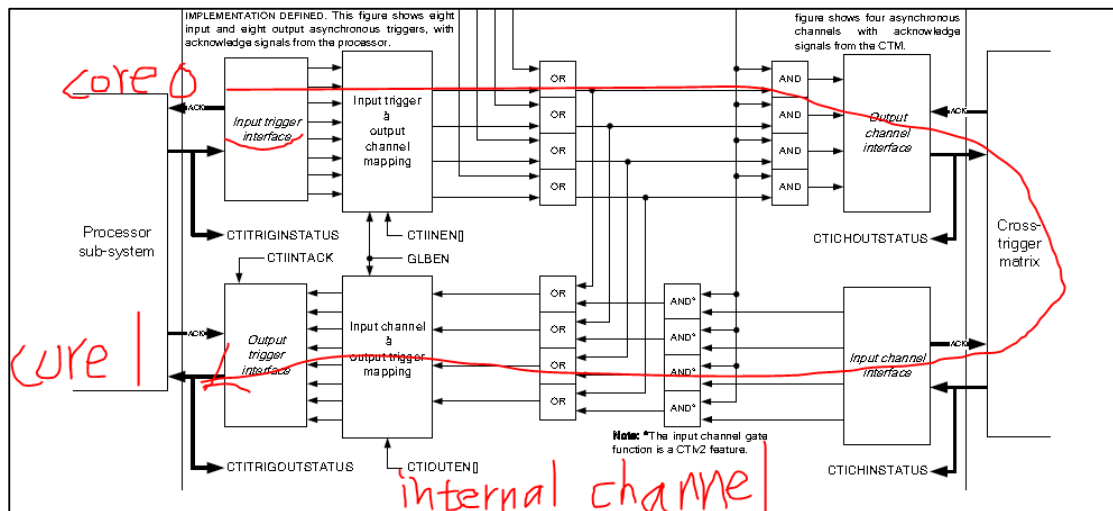 IMPLEMENTATION DEFINED. This figure shows eight
input and eight output asynchronous triggers, with
acknowledge signals from the processor.
figure shows four asynchronous
channels with acknowledge
signals from the CTM.
core 0
ACK
Input trigger
interface
Input trigger
à
output
channel
mapping
OR
OR
OR
OR
AND
AND
AND
AND
Output
channel
interface
ACK
Processor
sub-system
CTITRIGINSTATUS
CTIINEN[]
CTICHOUTSTATUS
Cross-
trigger
matrix
CTIINTACK
GLBEN
ACK
Output
trigger
interface
Input channel
à
output trigger
mapping
OR
OR
OR
OR
AND*
AND*
AND*
AND*
Input channel
interface
ACK
core 1
Note: *The input channel gate
function is a CTIv2 feature.
CTITRIGOUTSTATUS
CTIOUTEN[]
CTICHINSTATUS
internal channel